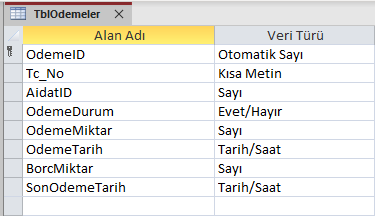 TblOdemeler
Alan Adı Veri Türü
OdemeID Otomatik Sayı
Tc_No Kısa Metin
AidatID Sayı
OdemeDurum Evet/Hayır
OdemeMiktar Sayı
OdemeTarih Tarih/Saat
BorcMiktar Sayı
SonOdemeTarih Tarih/Saat